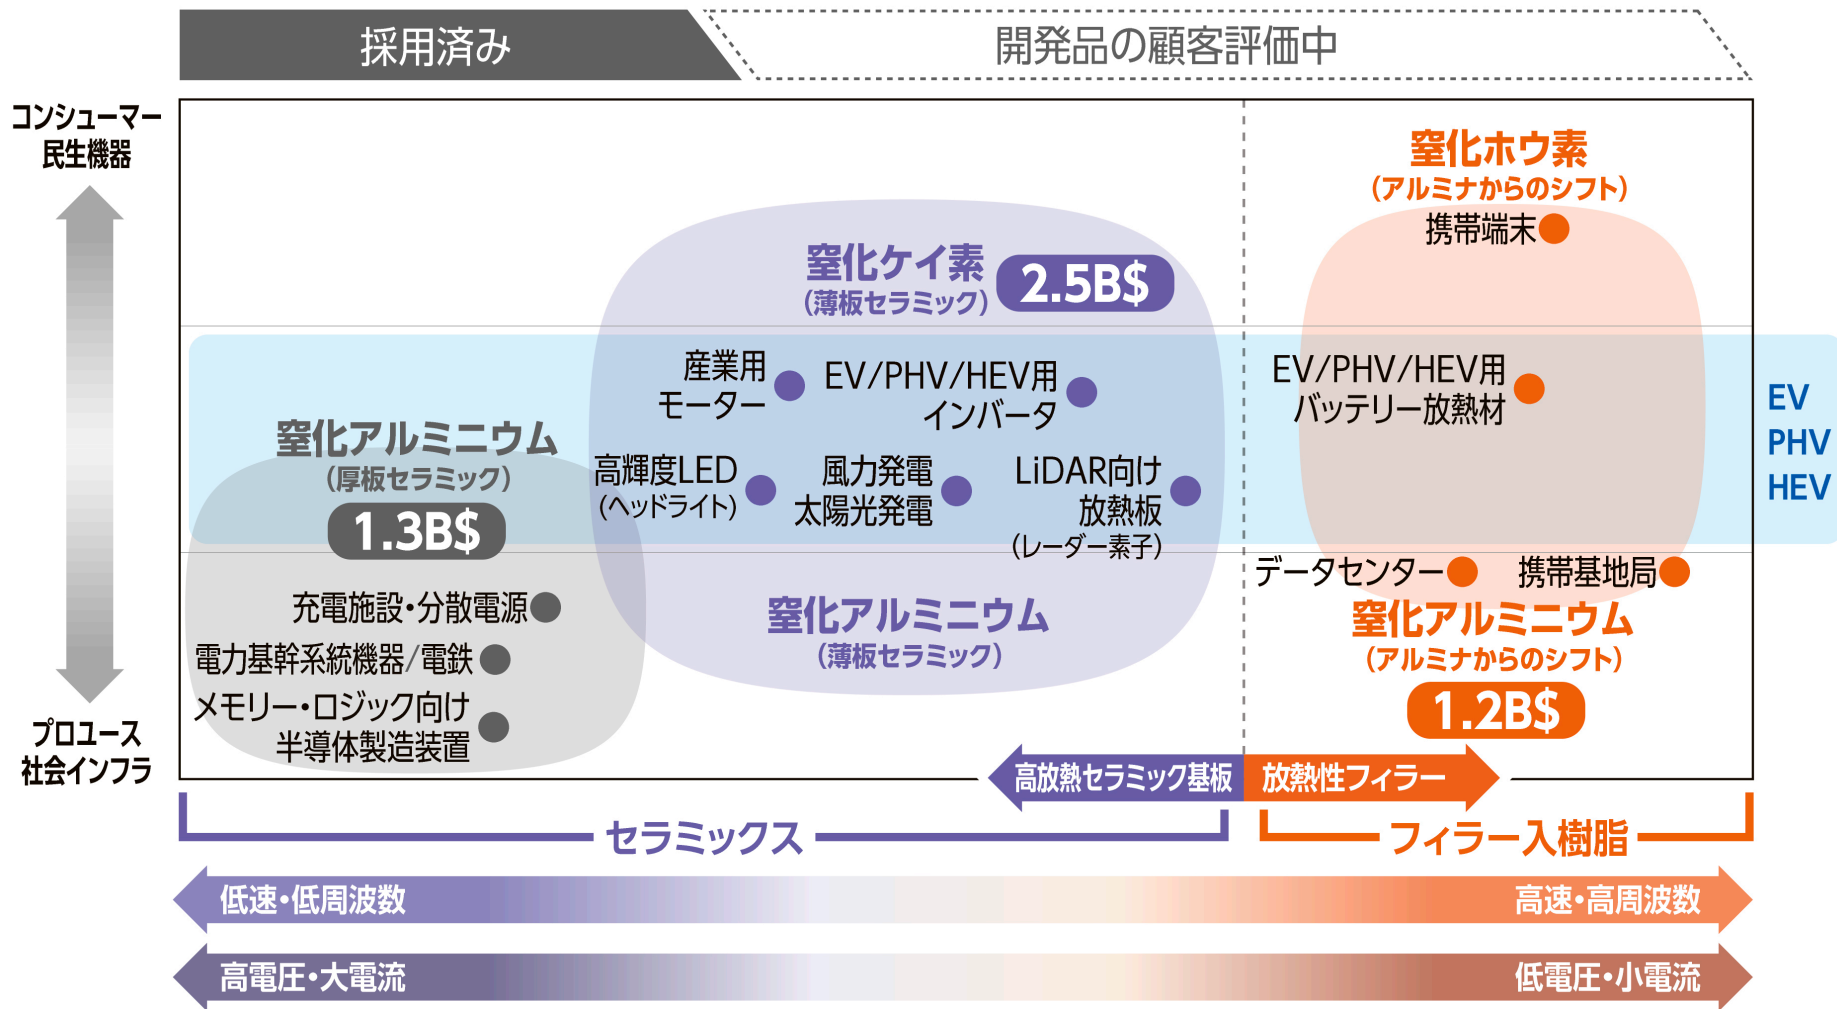 採用済み
開発品の顧客評価中
コンシューマー
民生機器
プロユース
社会インフラ
窒化ホウ素
（アルミナからのシフト）
携帯端末
窒化ケイ素
（薄板セラミック）
2.5B$
産業用
モーター
EV/PHV/HEV用
インバータ
EV/PHV/HEV用
バッテリー放熱材
EV
PHV
HEV
窒化アルミニウム
（厚板セラミック）
1.3B$
高輝度LED
（ヘッドライト）
風力発電
太陽光発電
LiDAR向け
放熱板
（レーダー素子）
データセンター
携帯基地局
充電施設・分散電源
電力基幹系統機器/電鉄
メモリー・ロジック向け
半導体製造装置
窒化アルミニウム
（薄板セラミック）
窒化アルミニウム
（アルミナからのシフト）
1.2B$
高放熱セラミック基板
放熱性フィラー
セラミックス
フィラー入樹脂
低速・低周波数
高速・高周波数
高電圧・大電流
低電圧・小電流